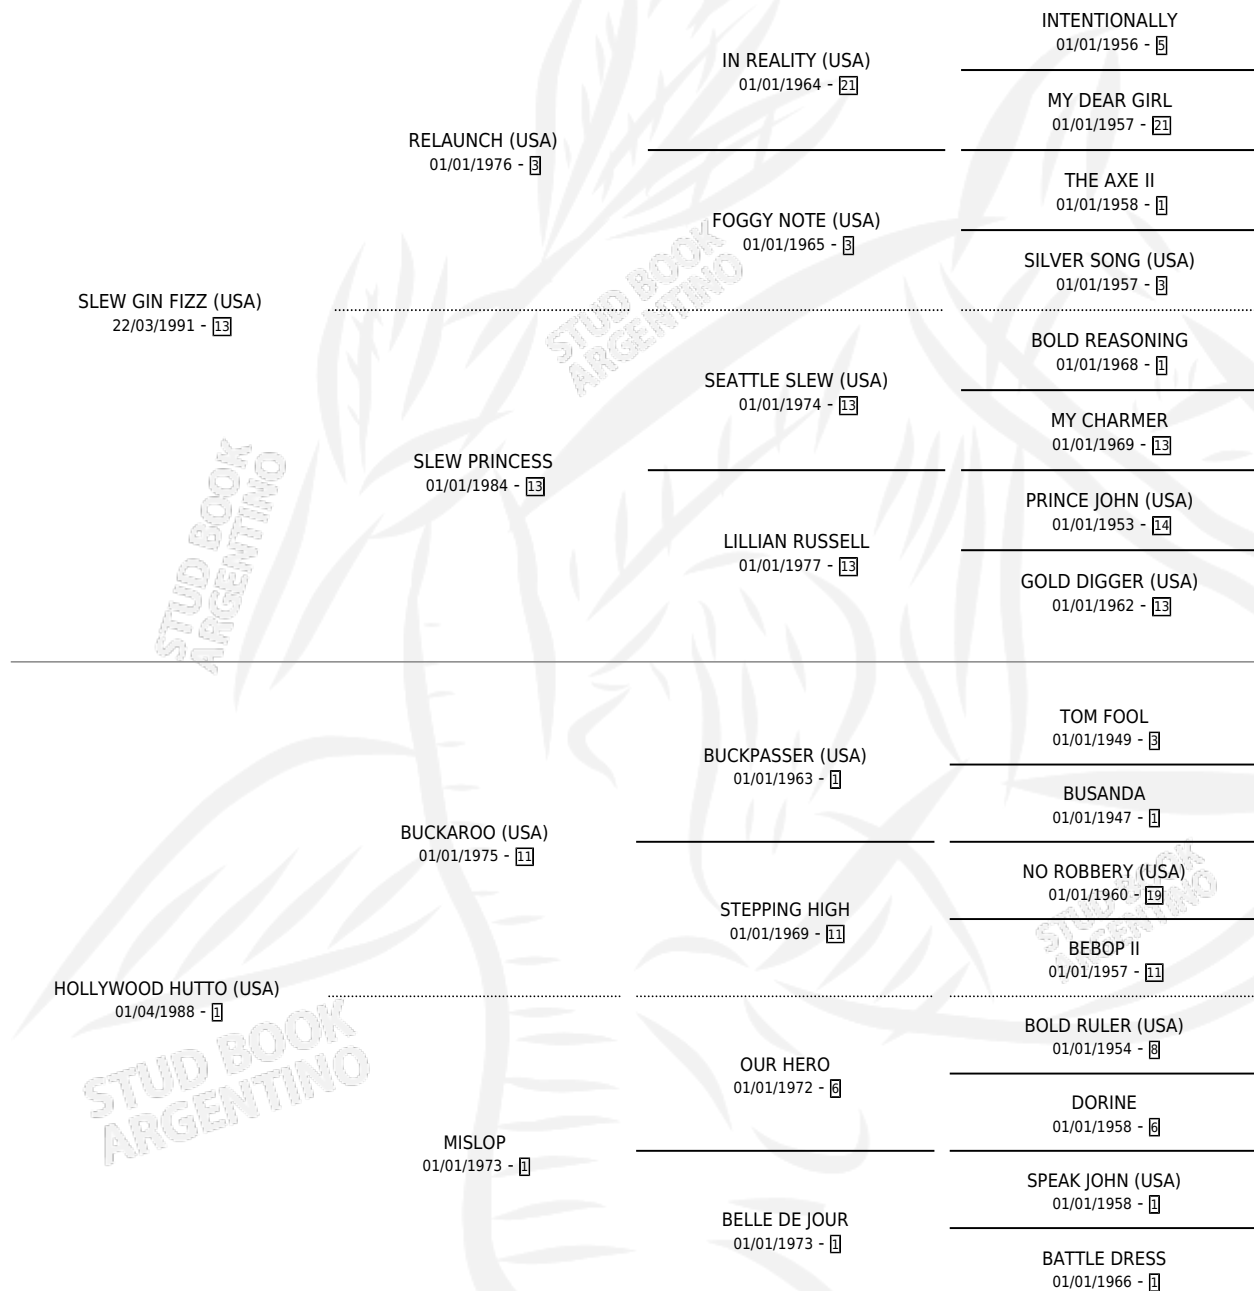 INTENTIONALLY
01/01/1956 - 5
IN REALITY (USA)
01/01/1964 - 21
MY DEAR GIRL
01/01/1957 - 21
RELAUNCH (USA)
01/01/1976 - 3
THE AXE II
01/01/1958 - 1
FOGGY NOTE (USA)
01/01/1965 - 3
SILVER SONG (USA)
01/01/1957 - 3
SLEW GIN FIZZ (USA)
22/03/1991 - 13
BOLD REASONING
01/01/1968 - 1
SEATTLE SLEW (USA)
01/01/1974 - 13
MY CHARMER
01/01/1969 - 13
SLEW PRINCESS
01/01/1984 - 13
PRINCE JOHN (USA)
01/01/1953 - 14
LILLIAN RUSSELL
01/01/1977 - 13
GOLD DIGGER (USA)
01/01/1962 - 13
TOM FOOL
01/01/1949 - 3
BUCKPASSER (USA)
01/01/1963 - 1
BUSANDA
01/01/1947 - 1
BUCKAROO (USA)
01/01/1975 - 11
NO ROBBERY (USA)
01/01/1960 - 19
STEPPING HIGH
01/01/1969 - 11
BEBOP II
01/01/1957 - 11
HOLLYWOOD HUTTO (USA)
01/04/1988 - 1
BOLD RULER (USA)
01/01/1954 - 8
OUR HERO
01/01/1972 - 6
DORINE
01/01/1958 - 6
MISLOP
01/01/1973 - 1
SPEAK JOHN (USA)
01/01/1958 - 1
BELLE DE JOUR
01/01/1973 - 1
BATTLE DRESS
01/01/1966 - 1
STUD BOOK
ARGENTINO
STUD BOOK
ARGENTINO
STUD BOOK
ARGENTINO
STUD BOOK
ARGENTINO